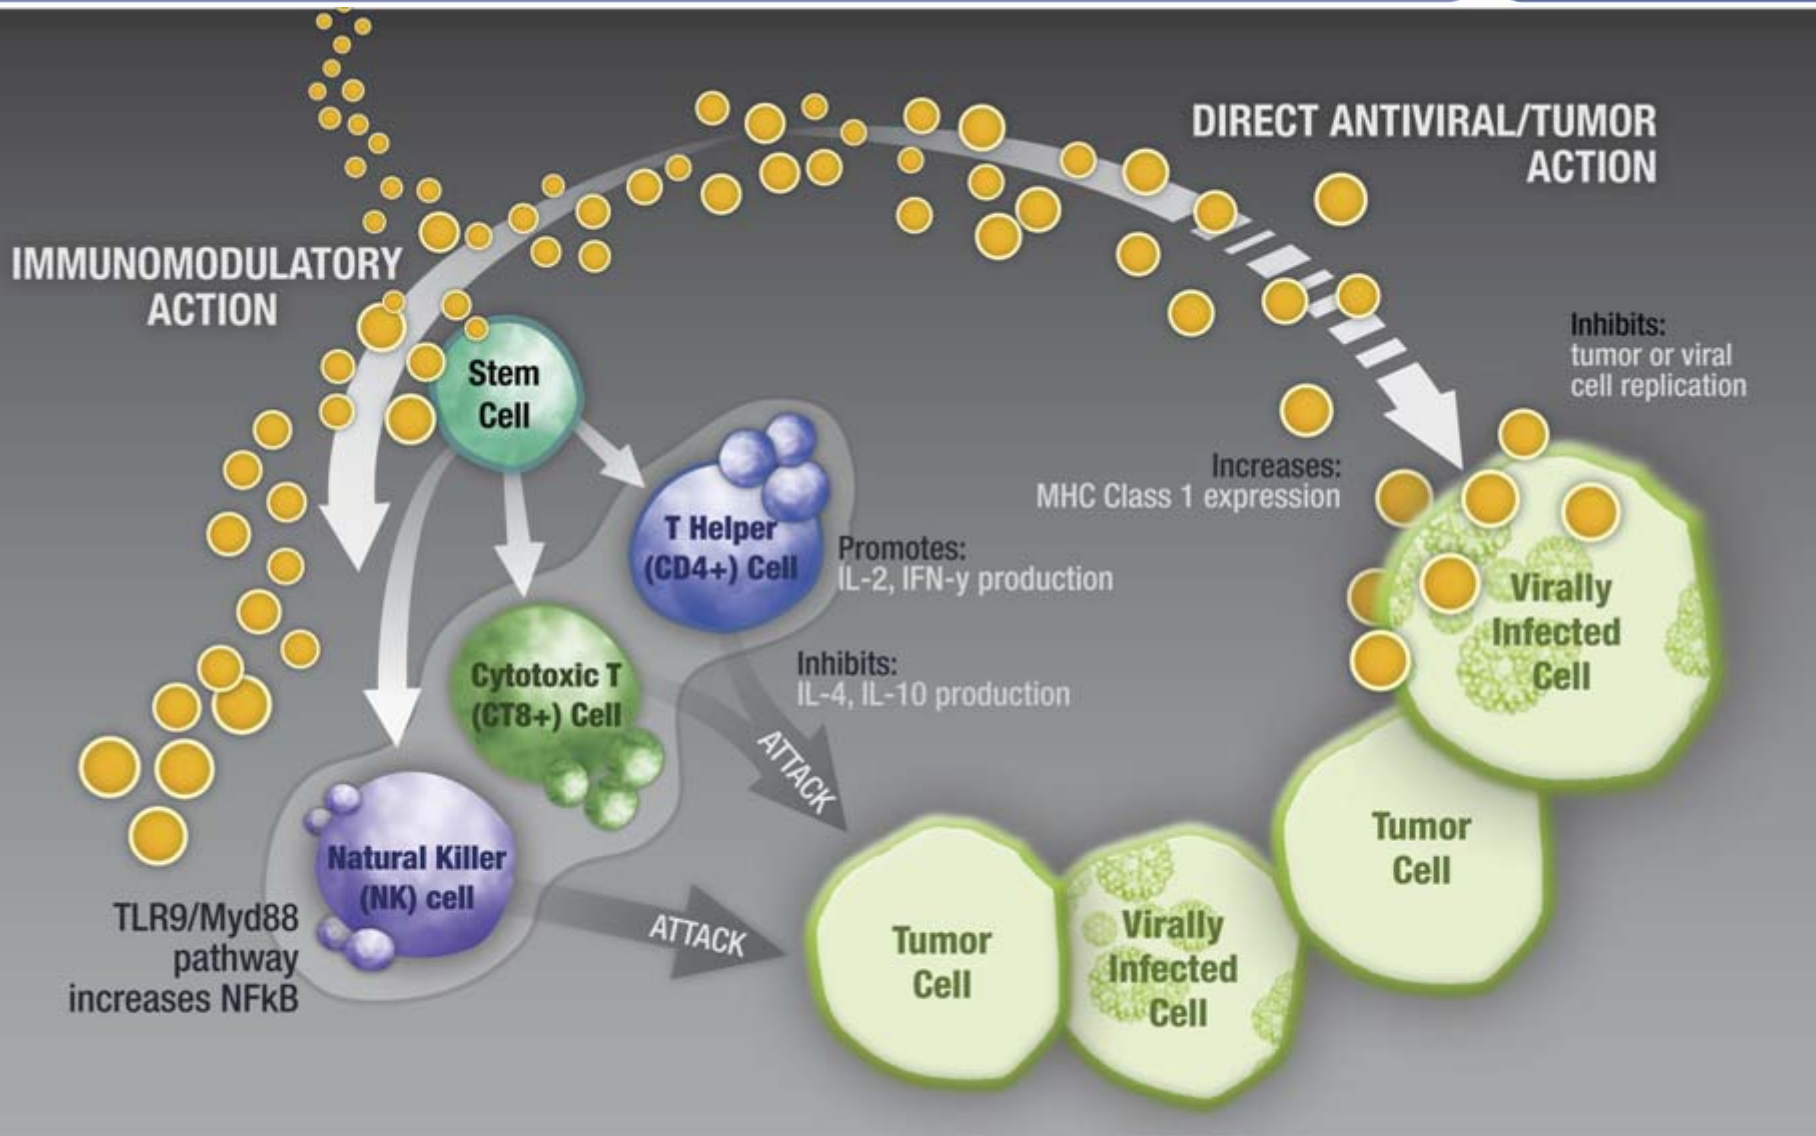 DIRECT ANTIVIRAL/TUMOR
ACTION
IMMUNOMODULATORY
ACTION
Stem
Cell
Inhibits:
tumor or viral
cell replication
Increases:
MHC Class 1 expression
T Helper
(CD4+) Cell
Promotes:
IL-2, IFN-y production
Inhibits:
IL-4, IL-10 production
Cytotoxic T
(CT8+) Cell
ATTACK
Natural Killer
(NK) cell
ATTACK
TLR9/Myd88
pathway
increases NFkB
Tumor
Cell
Virally
Infected
Cell
Tumor
Cell
Virally
Infected
Cell